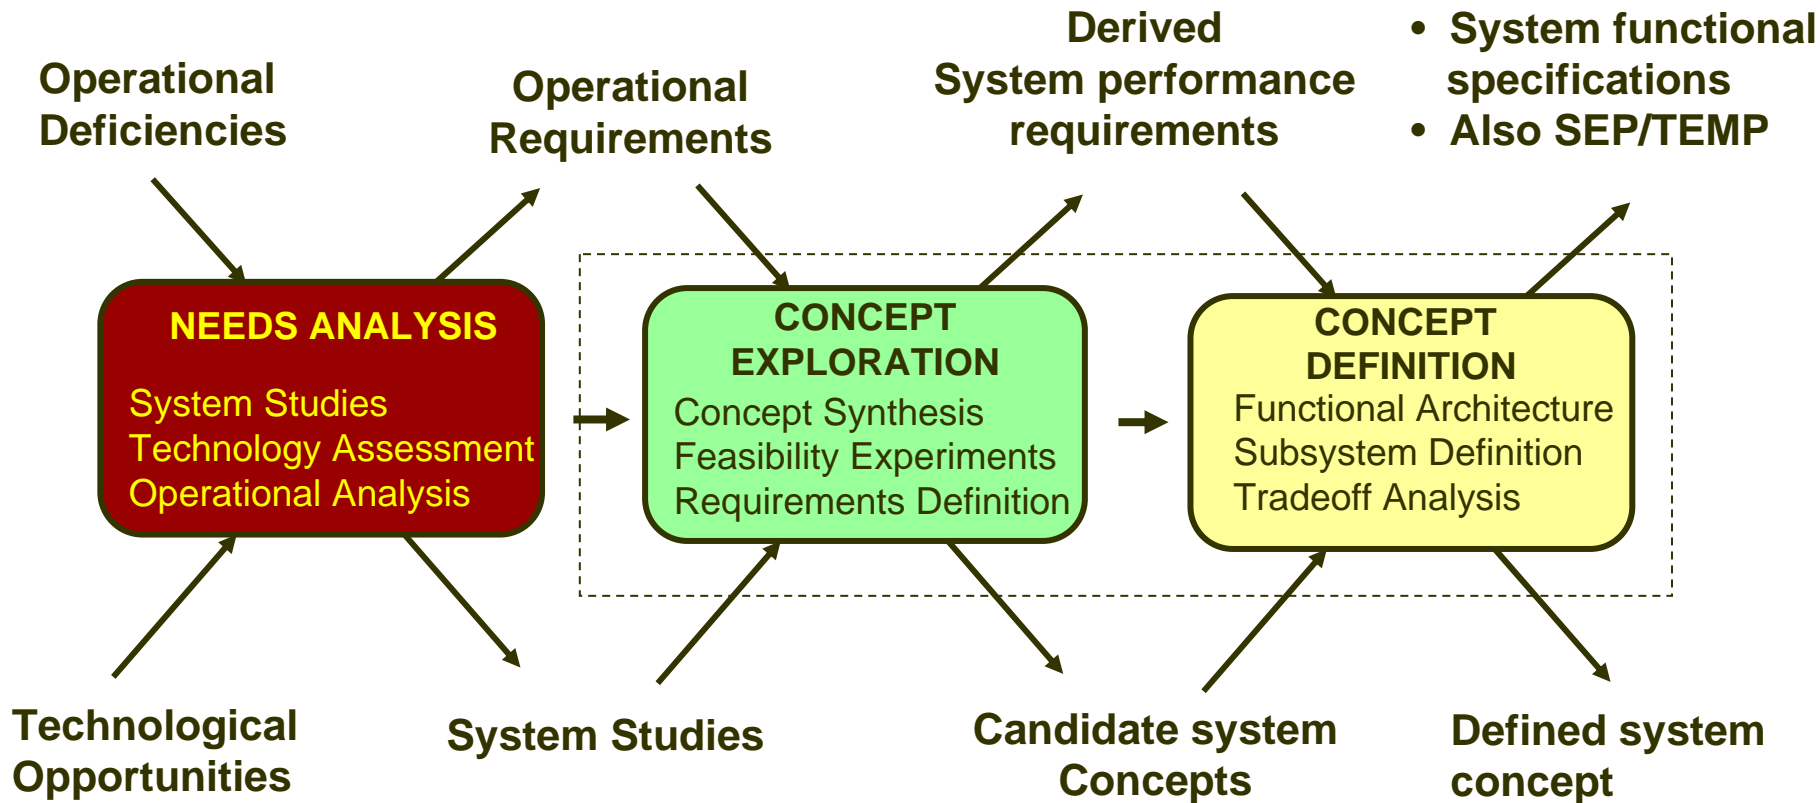 Operational
Deficiencies
Operational
Requirements
Derived
System performance
requirements
• System functional
specifications
• Also SEP/TEMP
NEEDS ANALYSIS
System Studies
Technology Assessment
Operational Analysis
CONCEPT
EXPLORATION
Concept Synthesis
Feasibility Experiments
Requirements Definition
CONCEPT
DEFINITION
Functional Architecture
Subsystem Definition
Tradeoff Analysis
Technological
Opportunities
System Studies
Candidate system
Concepts
Defined system
concept